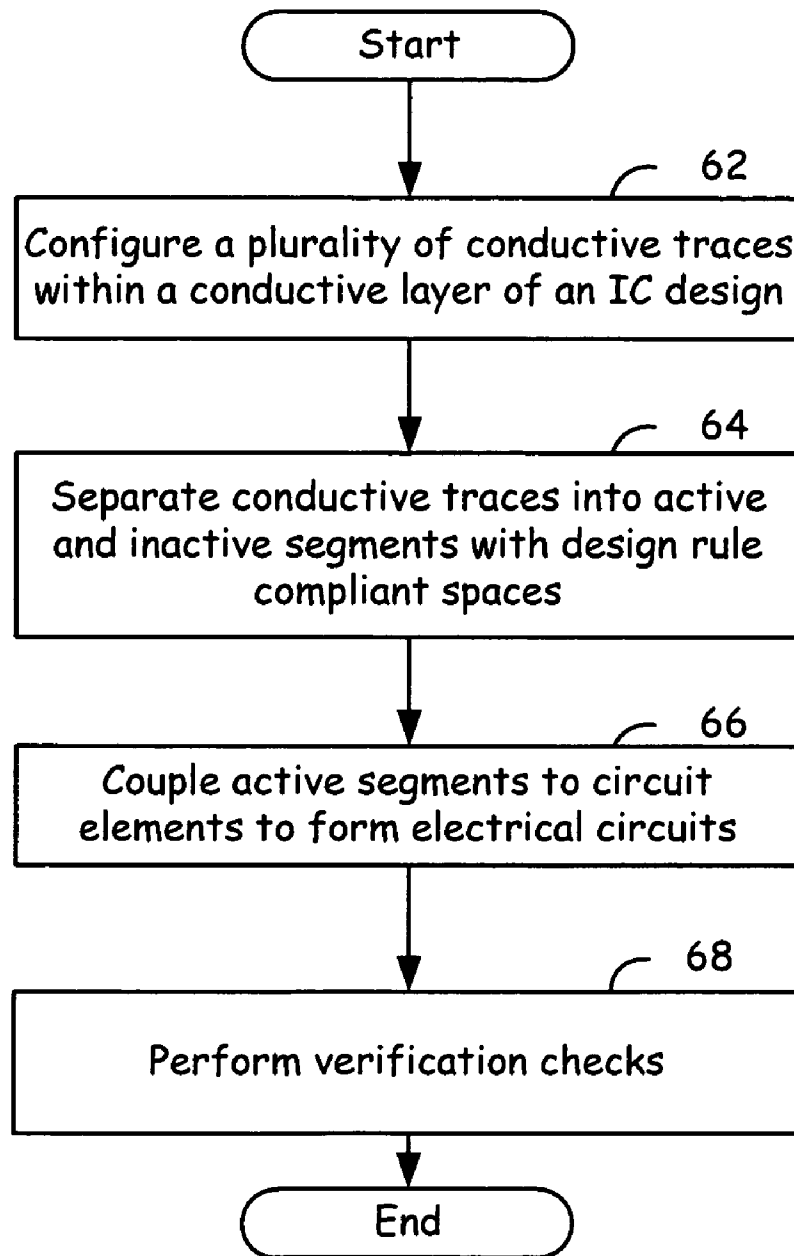 Start
62
Configure a plurality of conductive traces
within a conductive layer of an IC design
64
Separate conductive traces into active
and inactive segments with design rule
compliant spaces
66
Couple active segments to circuit
elements to form electrical circuits
68
Perform verification checks
End